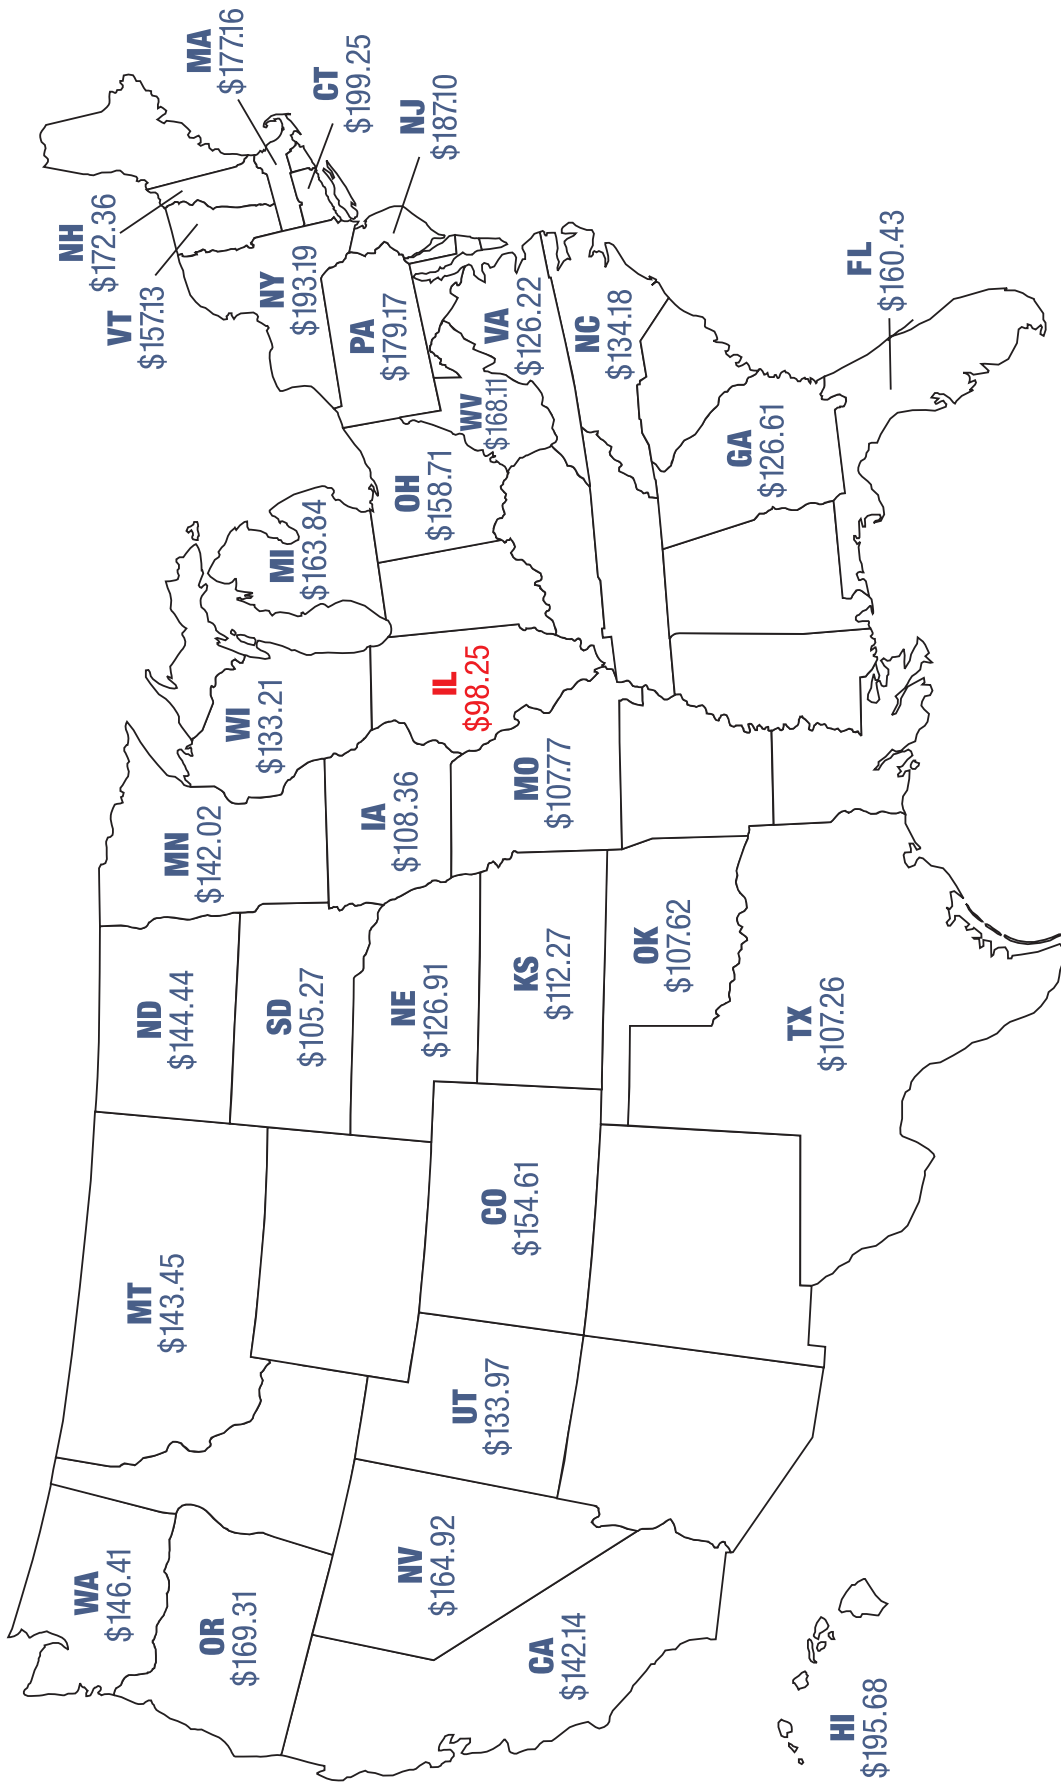 WA
$146.41
OR
$169.31
CA
$142.14
NV
$164.92
MT
$143.45
UT
$133.97
CO
$154.61
ND
$144.44
SD
$105.27
NE
$126.91
KS
$112.27
OK
$107.62
TX
$107.26
MN
$142.02
IA
$108.36
MO
$107.77
WI
$133.21
IL
$98.25
MI
$163.84
OH
$158.71
WV
$168.11
VA
$126.22
NC
$134.18
GA
$126.61
FL
$160.43
PA
$179.17
NY
$193.19
VT
$157.13
NH
$172.36
MA
$177.16
CT
$199.25
NJ
$187.10
HI
$195.68